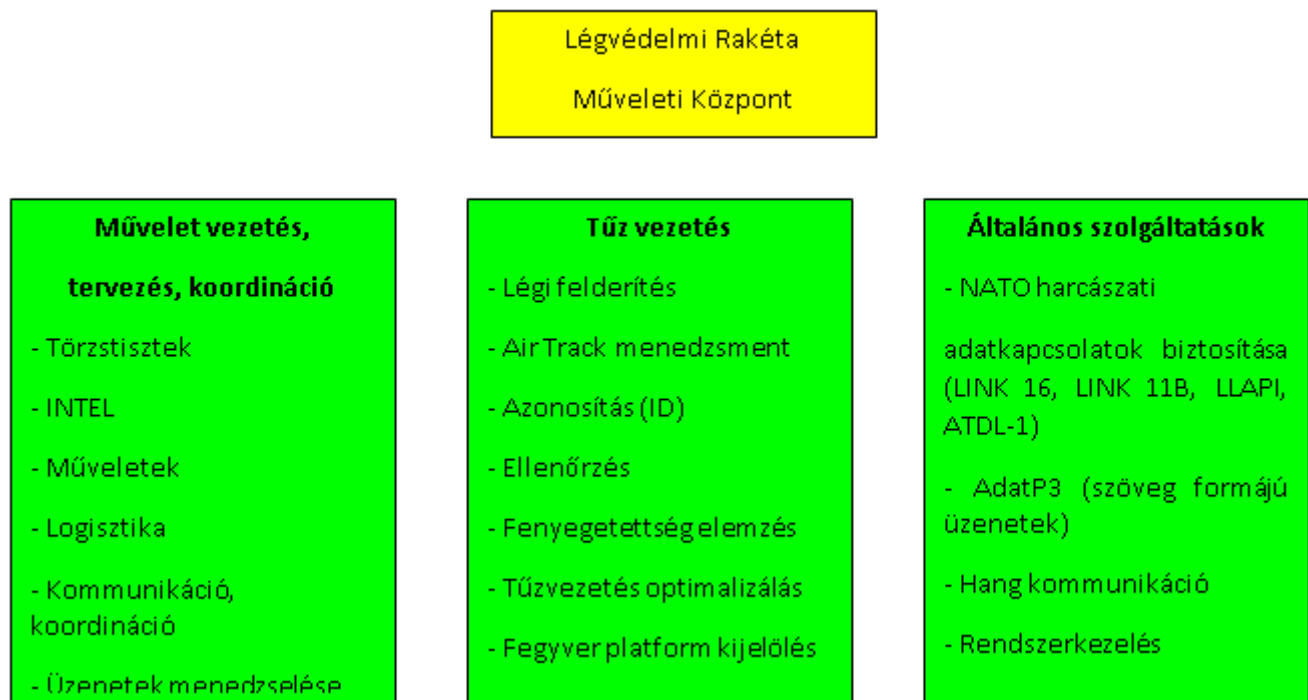 Légvédelmi Rakéta
Műveleti Központ
Művelet vezetés,
tervezés, koordináció
- Törzstisztek
- INTEL
- Műveletek
- Logisztika
- Kommunikáció,
koordináció
- Üzenetek menedzselése
Tűz vezetés
- Légi felderítés
- Air Track menedzsment
- Azonosítás (ID)
- Ellenőrzés
- Fenyegetettség elemzés
- Tűzvezetés optimalizálás
- Fegyver platform kijelölés
Általános szolgáltatások
- NATO harcászati
adatkapcsolatok biztosítása
(LINK 16, LINK 11B, LLAPI,
ATDL-1)
- AdatP3 (szöveg formájú
üzenetek)
- Hang kommunikáció
- Rendszerkezelés